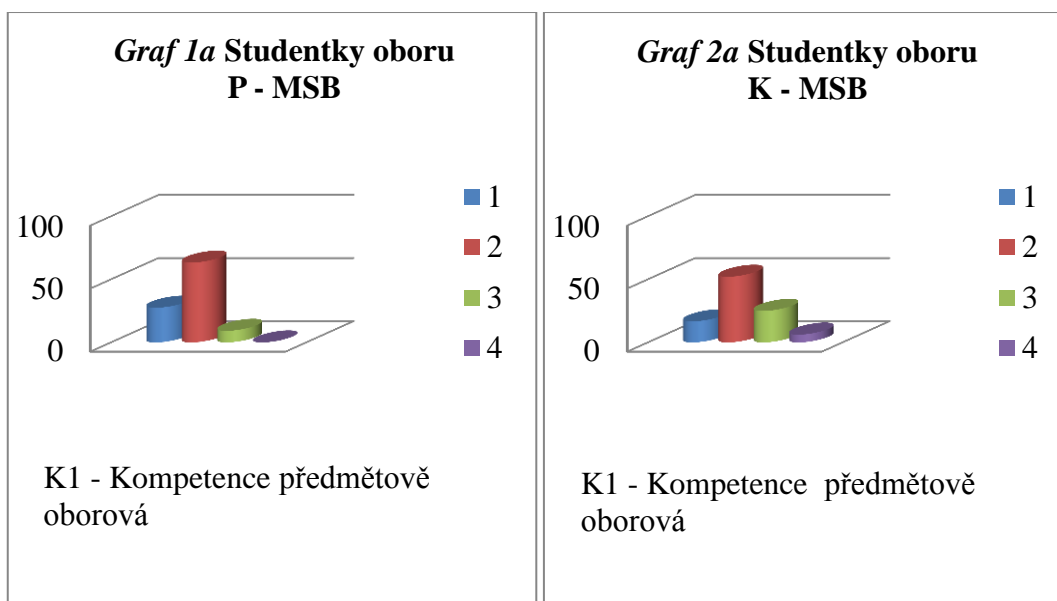 Graf 1a Studentky oboru
P - MSB
100
50
0
1
2
3
4
K1 - Kompetence předmětově
oborová
Graf 2a Studentky oboru
K - MSB
100
50
0
1
2
3
4
K1 - Kompetence předmětově
oborová